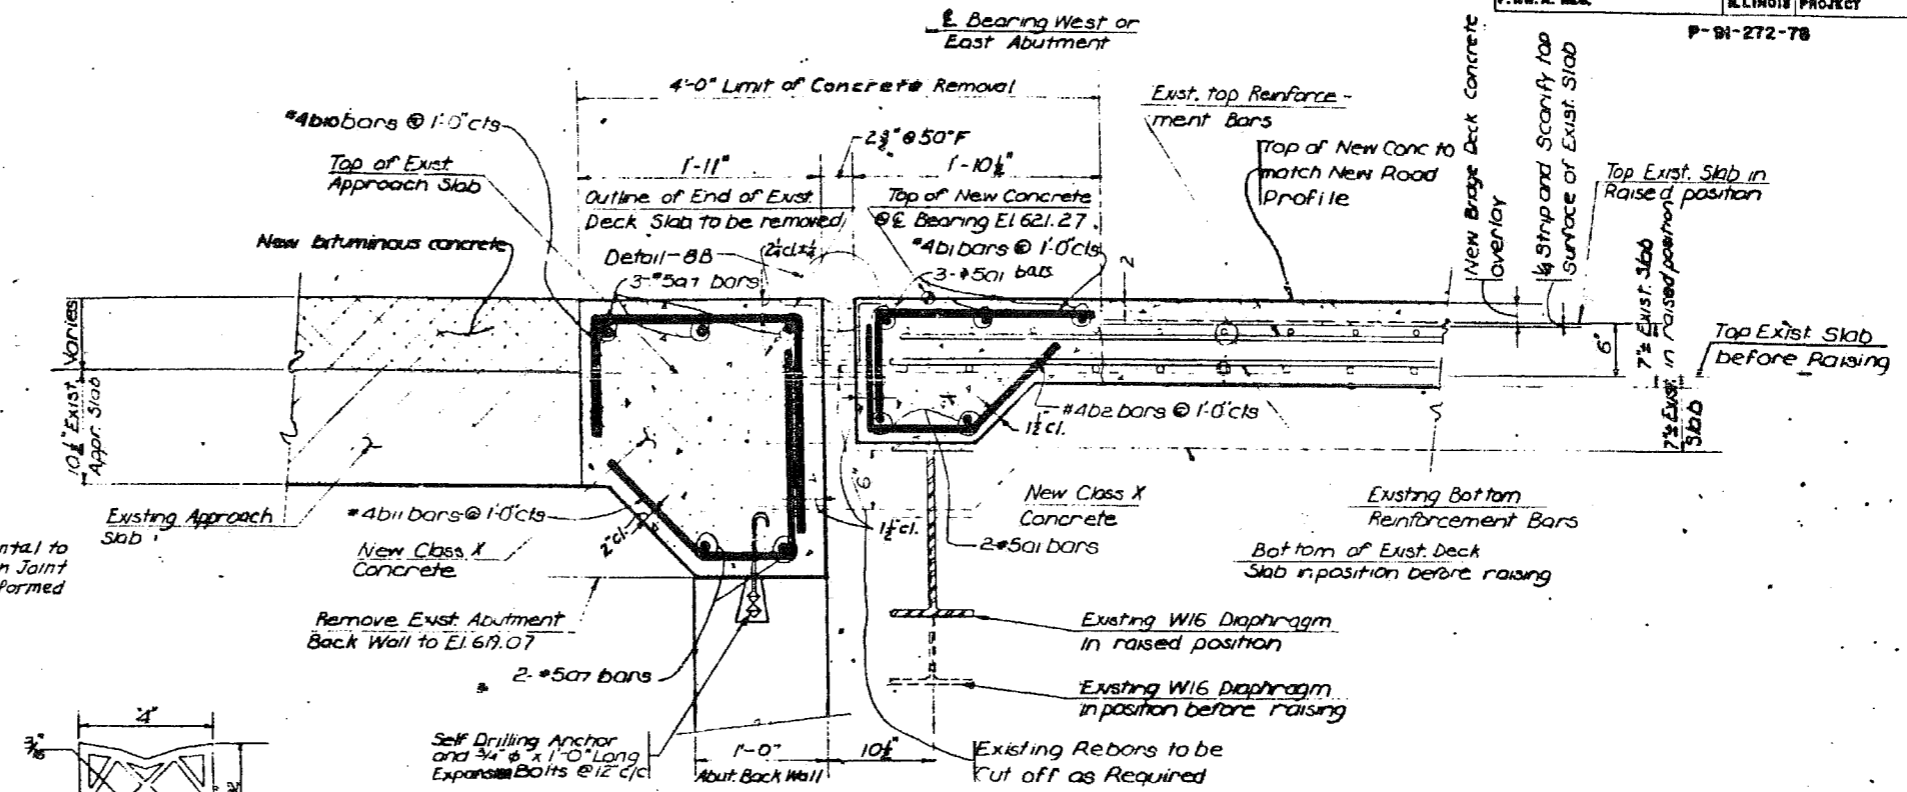 ILLINOIS PROJECT
P-91-272-78
℄ Bearing West or
East Abutment
4'-0" Limit of Concrete Removal
#4b10 bars @ 1'-0" cts
2⅜" @ 50°F
1'-11"
1'-10½"
Top of Exist.
Approach Slab
Outline of End of Exist.
Deck Slab to be removed
Top of New Concrete
@ ℄ Bearing El 621.27
Exist. top Reinforce-
ment Bars
Top of New Conc to
match New Road
Profile
New Bridge Deck Concrete
overlay
¼ Strip and Scarify top
surface of Exist Slab
Top Exist. Slab in
Raised position
New bituminous concrete
Detail-BB
3-#5a7 bars
#4b1 bars @ 1'-0" cts
3-#5a1 bars
2
Varies
10½" Exist.
Appr. Slab
6"
7"± Exist. Slab
in raised position
7"± Exist.
Slab
Top Exist Slab
before Raising
#4b2 bars @ 1'-0" cts
1½ cl.
Existing Approach
Slab
#4b11 bars @ 1'-0" cts
2" cl.
6"
1½ cl.
New Class X
Concrete
New Class X
Concrete
2-#5a1 bars
Existing Bottom
Reinforcement Bars
Bottom of Exist. Deck
Slab in position before raising
ntal to
n Joint
formed
Remove Exist. Abutment
Back Wall to El. 619.07
2-#5a7 bars
Existing W16 Diaphragm
in raised position
Existing W16 Diaphragm
in position before raising
4"
3/16"
Self Drilling Anchor
and ¾" ø x 1'-0" Long
Expansion Bolts @ 12" c/c
1'-0"
Abut. Back Wall
10½"
Existing Rebars to be
Cut off as Required